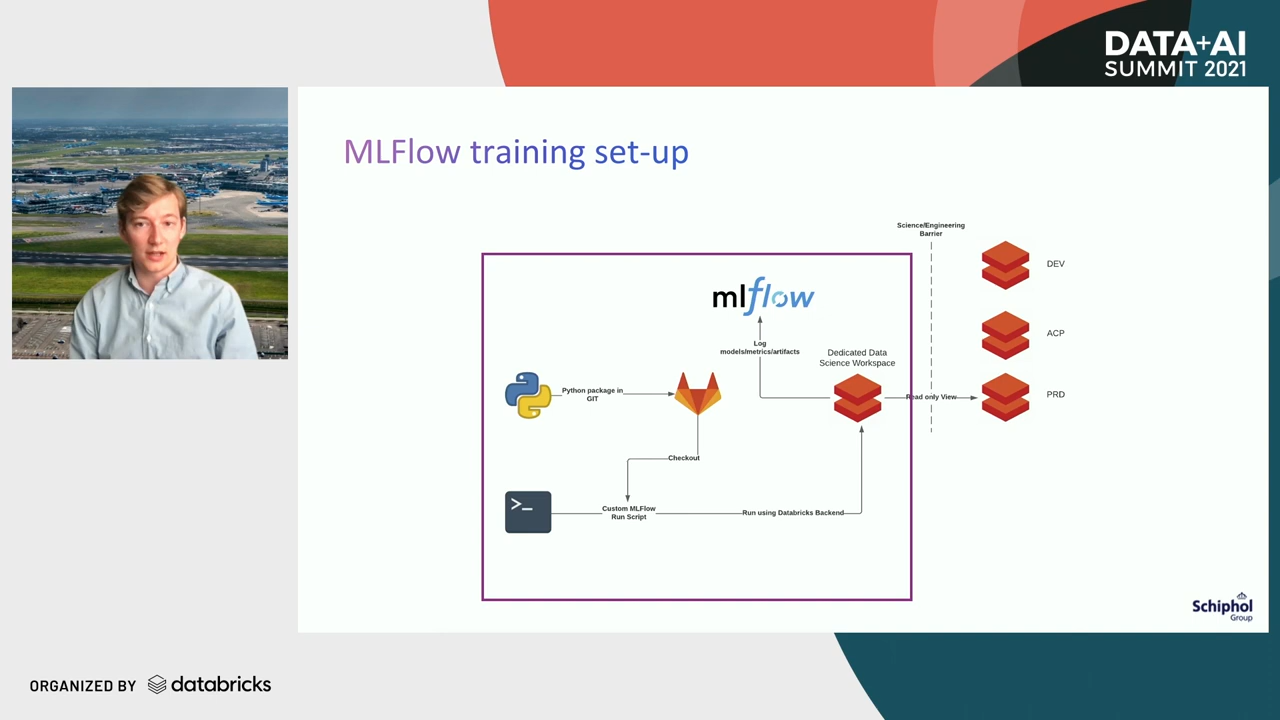 DATA+AI
SUMMIT 2021
MLFlow training set-up
Science/Engineering
Barrier
DEV
mlflow
Log
models/metrics/artifacts
Dedicated Data
Science Workspace
ACP
Python package in
GIT
Read only View
PRD
Checkout
>_
Custom MLFlow
Run Script
Run using Databricks Backend
Schiphol
Group
ORGANIZED BY databricks